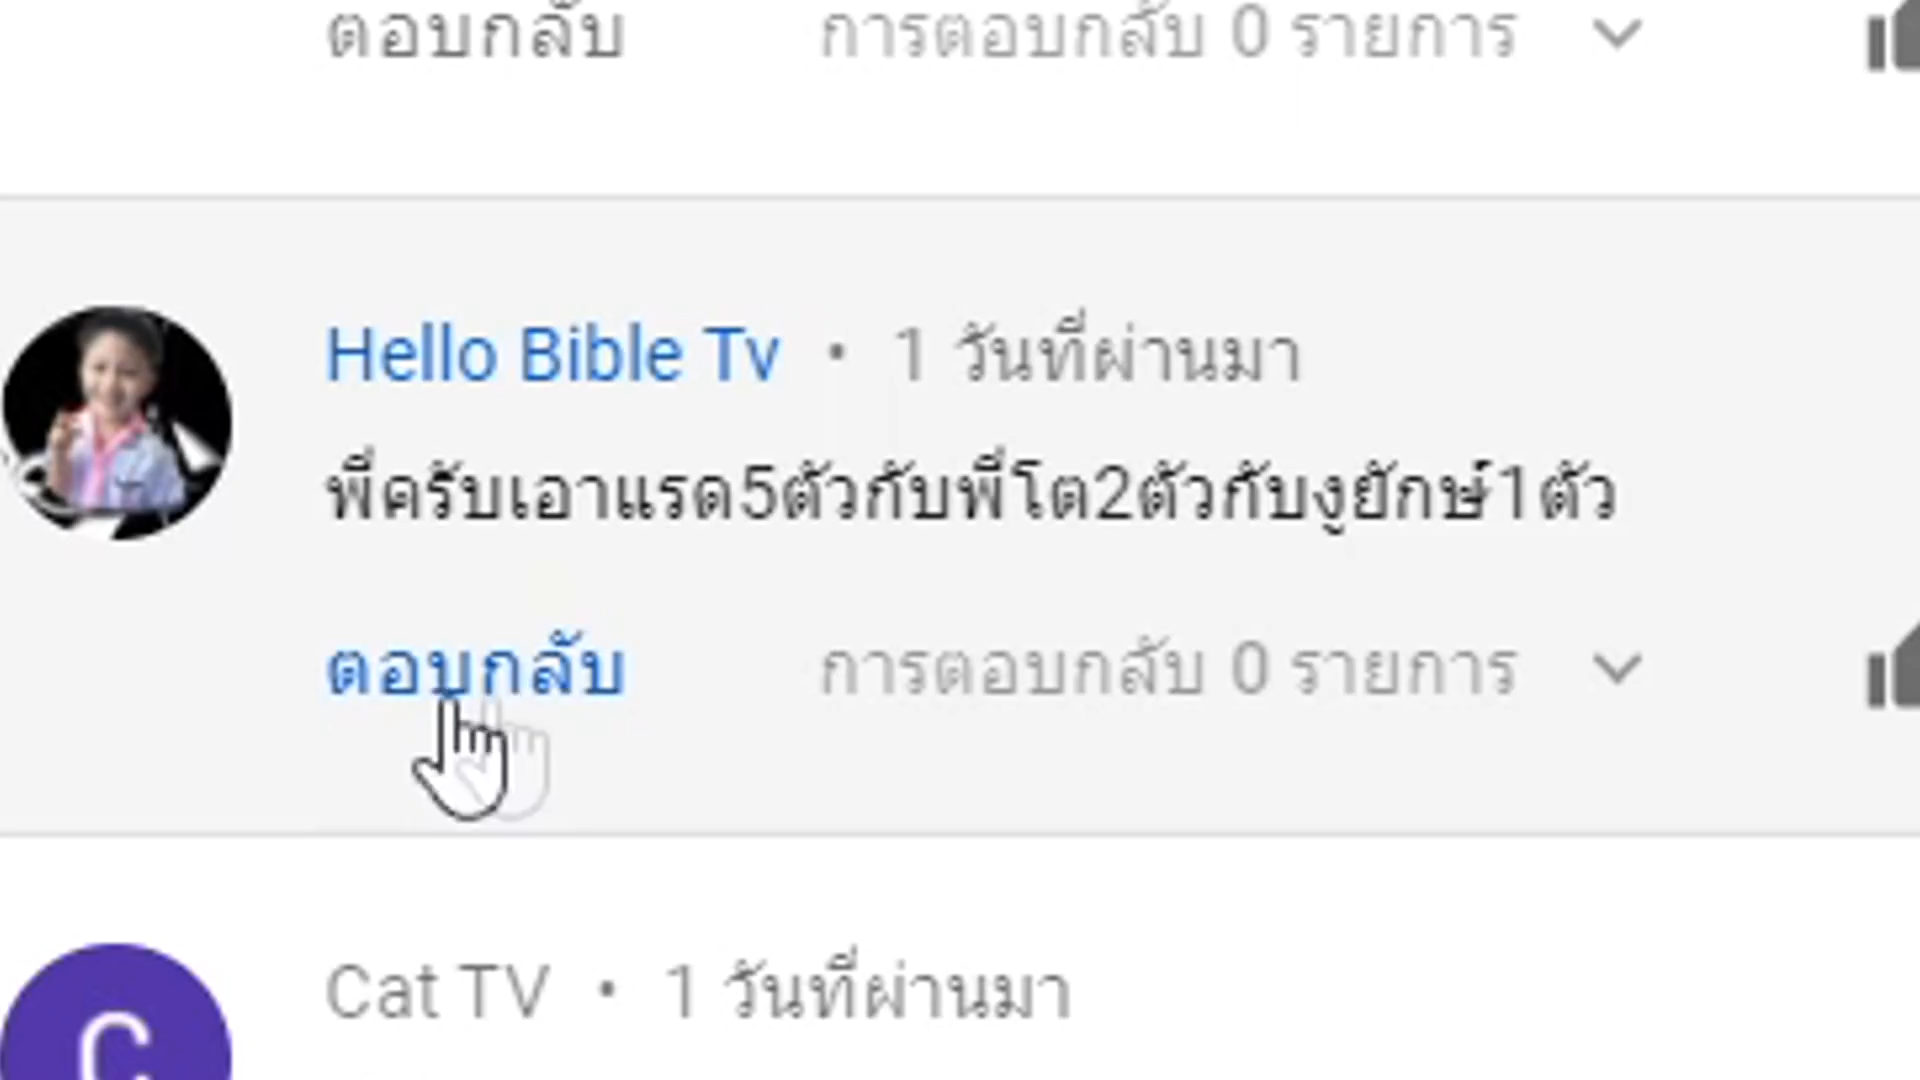 ตอบกลับ การตอบกลับ 0 รายการ
Hello Bible Tv • 1 วันที่ผ่านมา
พี่ครับเอาแรด5ตัวกับพี่โต2ตัวกับงูยักษ์1ตัว
ตอบกลับ การตอบกลับ 0 รายการ
Cat TV • 1 วันที่ผ่านมา
C